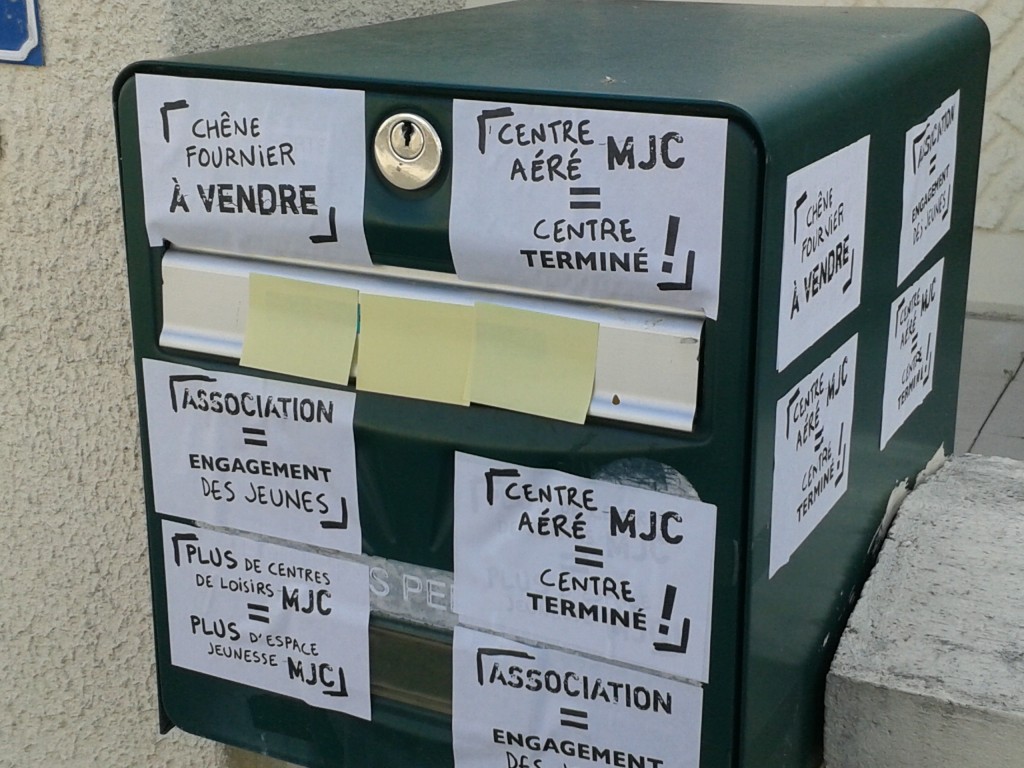 CHÊNE
FOURNIER
À VENDRE
CENTRE
AÉRÉ MJC
=
CENTRE
TERMINÉ !
ASSOCIATION
=
ENGAGEMENT
DES JEUNES
PLUS DE CENTRES
DE LOISIRS MJC
=
PLUS D'ESPACE
JEUNESSE MJC
S PE
CENTRE
AÉRÉ MJC
=
CENTRE
TERMINÉ !
ASSOCIATION
=
ENGAGEMENT
DES
CHÊNE
FOURNIER
À VENDRE
CENTRE
AÉRÉ MJC
=
CENTRE
TERMINÉ !
ASSOCIATION
=
ENGAGEMENT
DES JEUNES
CENTRE
AÉRÉ MJC
=
CENTRE
TERMINÉ !